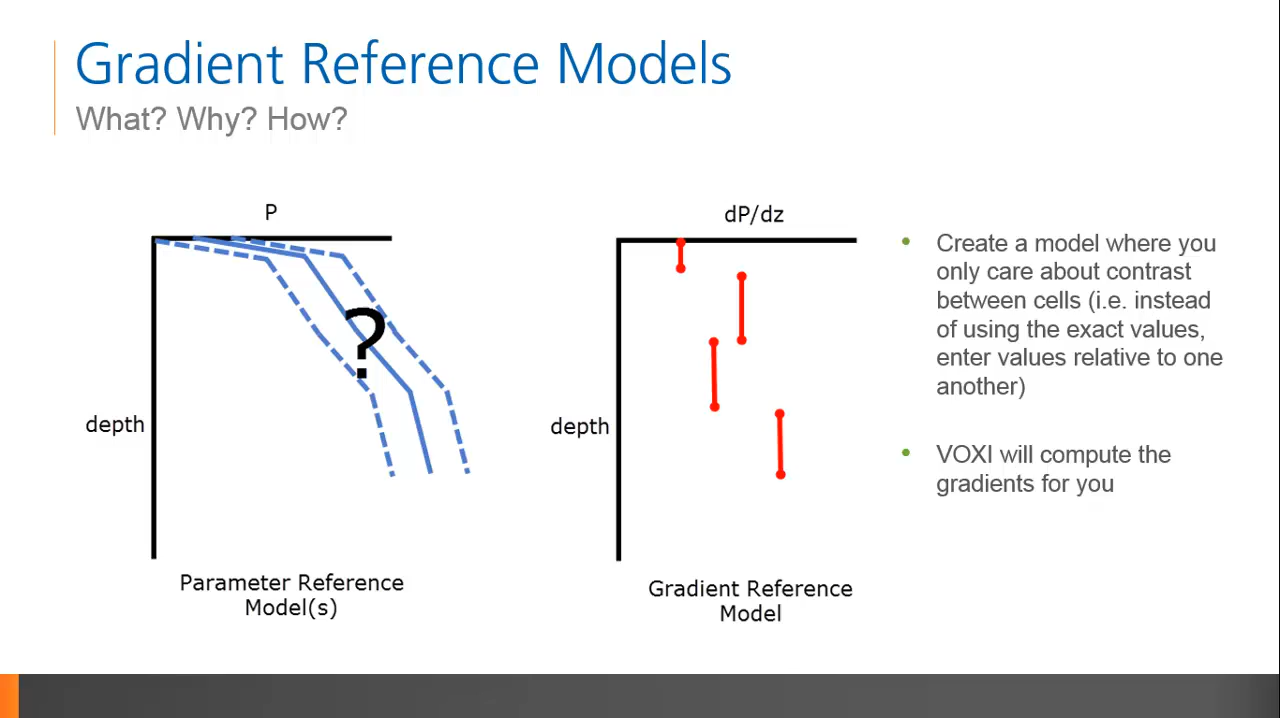 Gradient Reference Models
What? Why? How?
P
?
depth
Parameter Reference
Model(s)
dP/dz
depth
Gradient Reference
Model
• Create a model where you
only care about contrast
between cells (i.e. instead
of using the exact values,
enter values relative to one
another)
• VOXI will compute the
gradients for you